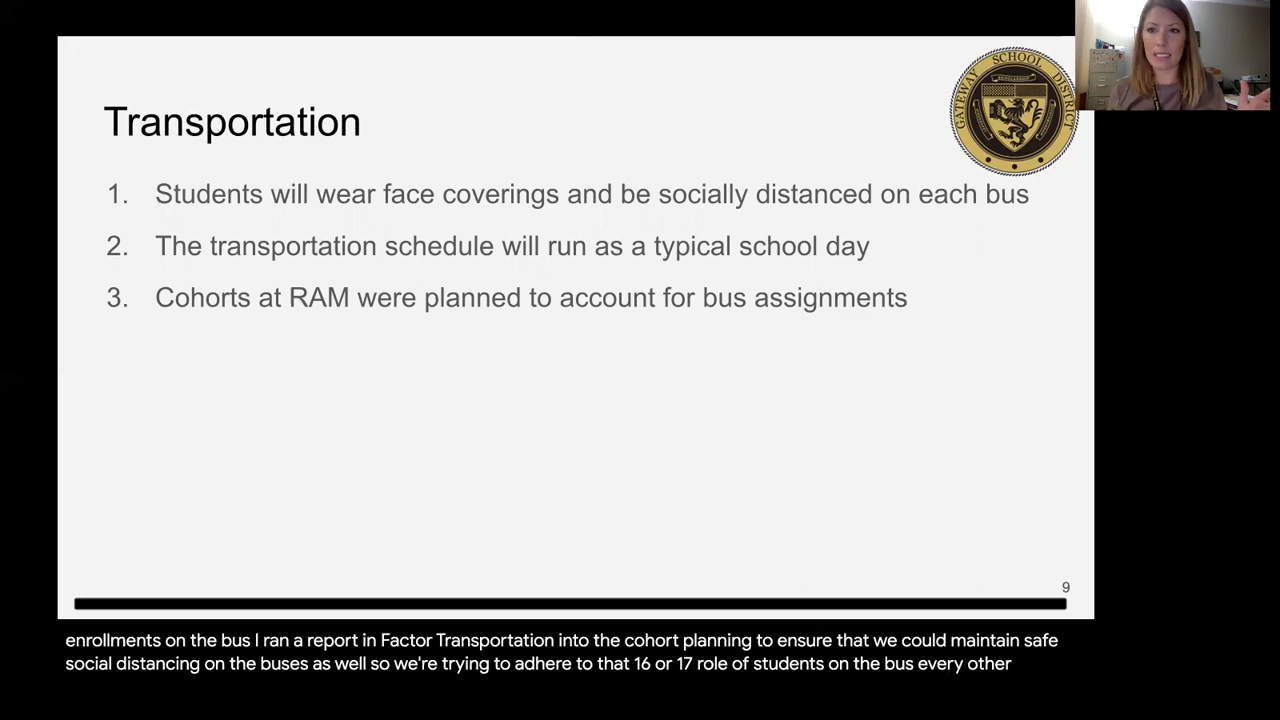 GATEWAY SCHOOL DISTRICT
SCHOLARSHIP
Transportation
1. Students will wear face coverings and be socially distanced on each bus
2. The transportation schedule will run as a typical school day
3. Cohorts at RAM were planned to account for bus assignments
9
enrollments on the bus I ran a report in Factor Transportation into the cohort planning to ensure that we could maintain safe
social distancing on the buses as well so we're trying to adhere to that 16 or 17 role of students on the bus every other